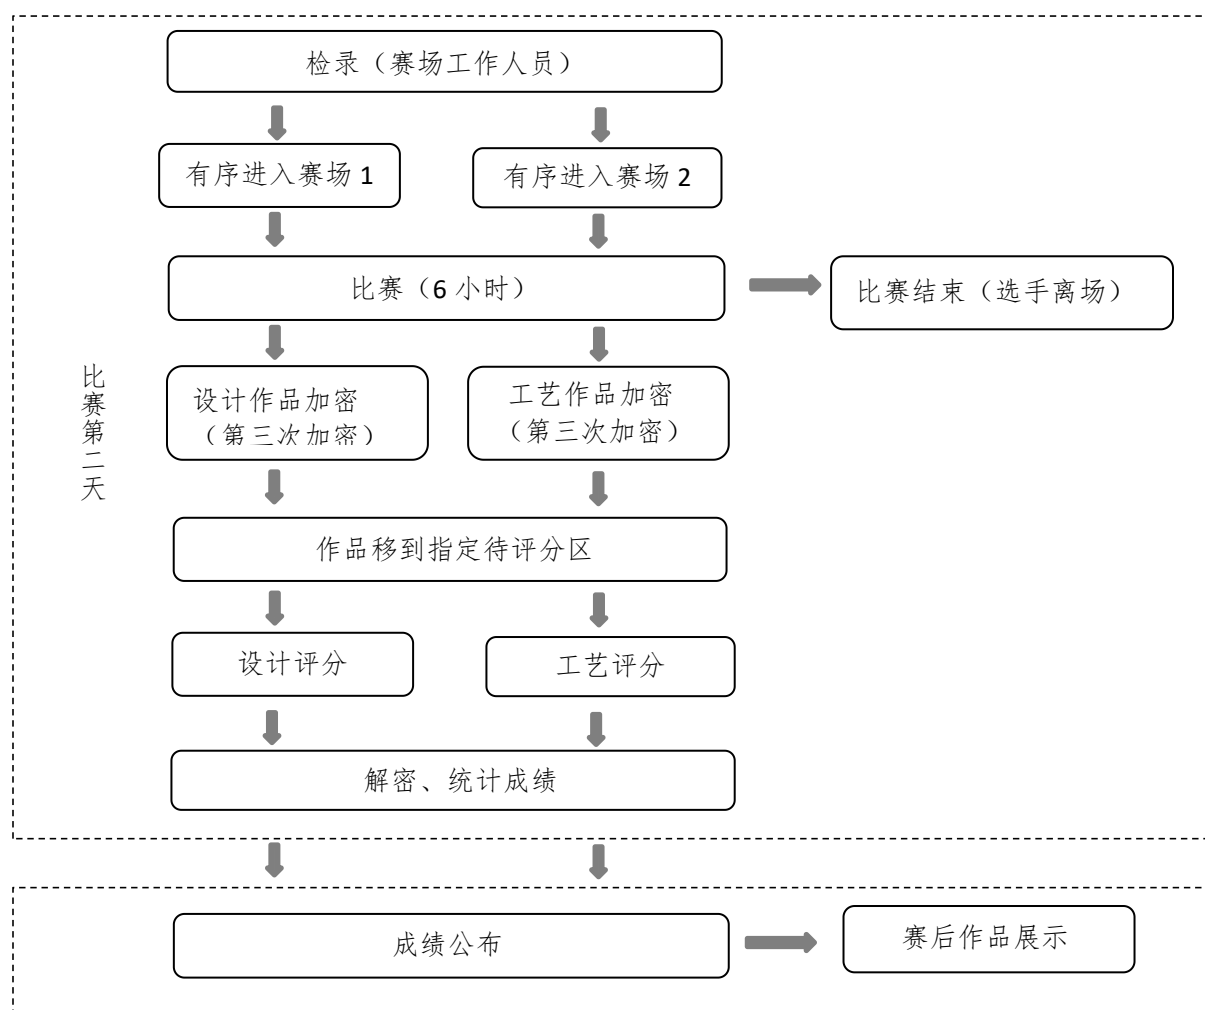 检录（赛场工作人员）
有序进入赛场 1
有序进入赛场 2
比赛（6 小时）
比赛结束（选手离场）
比赛第二天
设计作品加密
（第三次加密）
工艺作品加密
（第三次加密）
作品移到指定待评分区
设计评分
工艺评分
解密、统计成绩
成绩公布
赛后作品展示